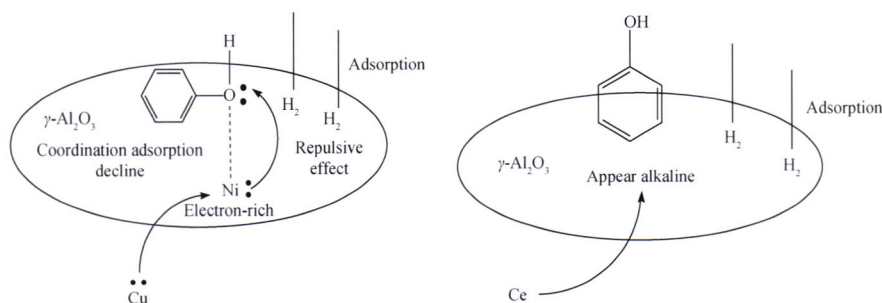 H
O
Adsorption
H₂
H₂
γ-Al₂O₃
Coordination adsorption
decline
Repulsive
effect
Ni
Electron-rich
Cu
OH
Adsorption
H₂
H₂
γ-Al₂O₃
Appear alkaline
Ce